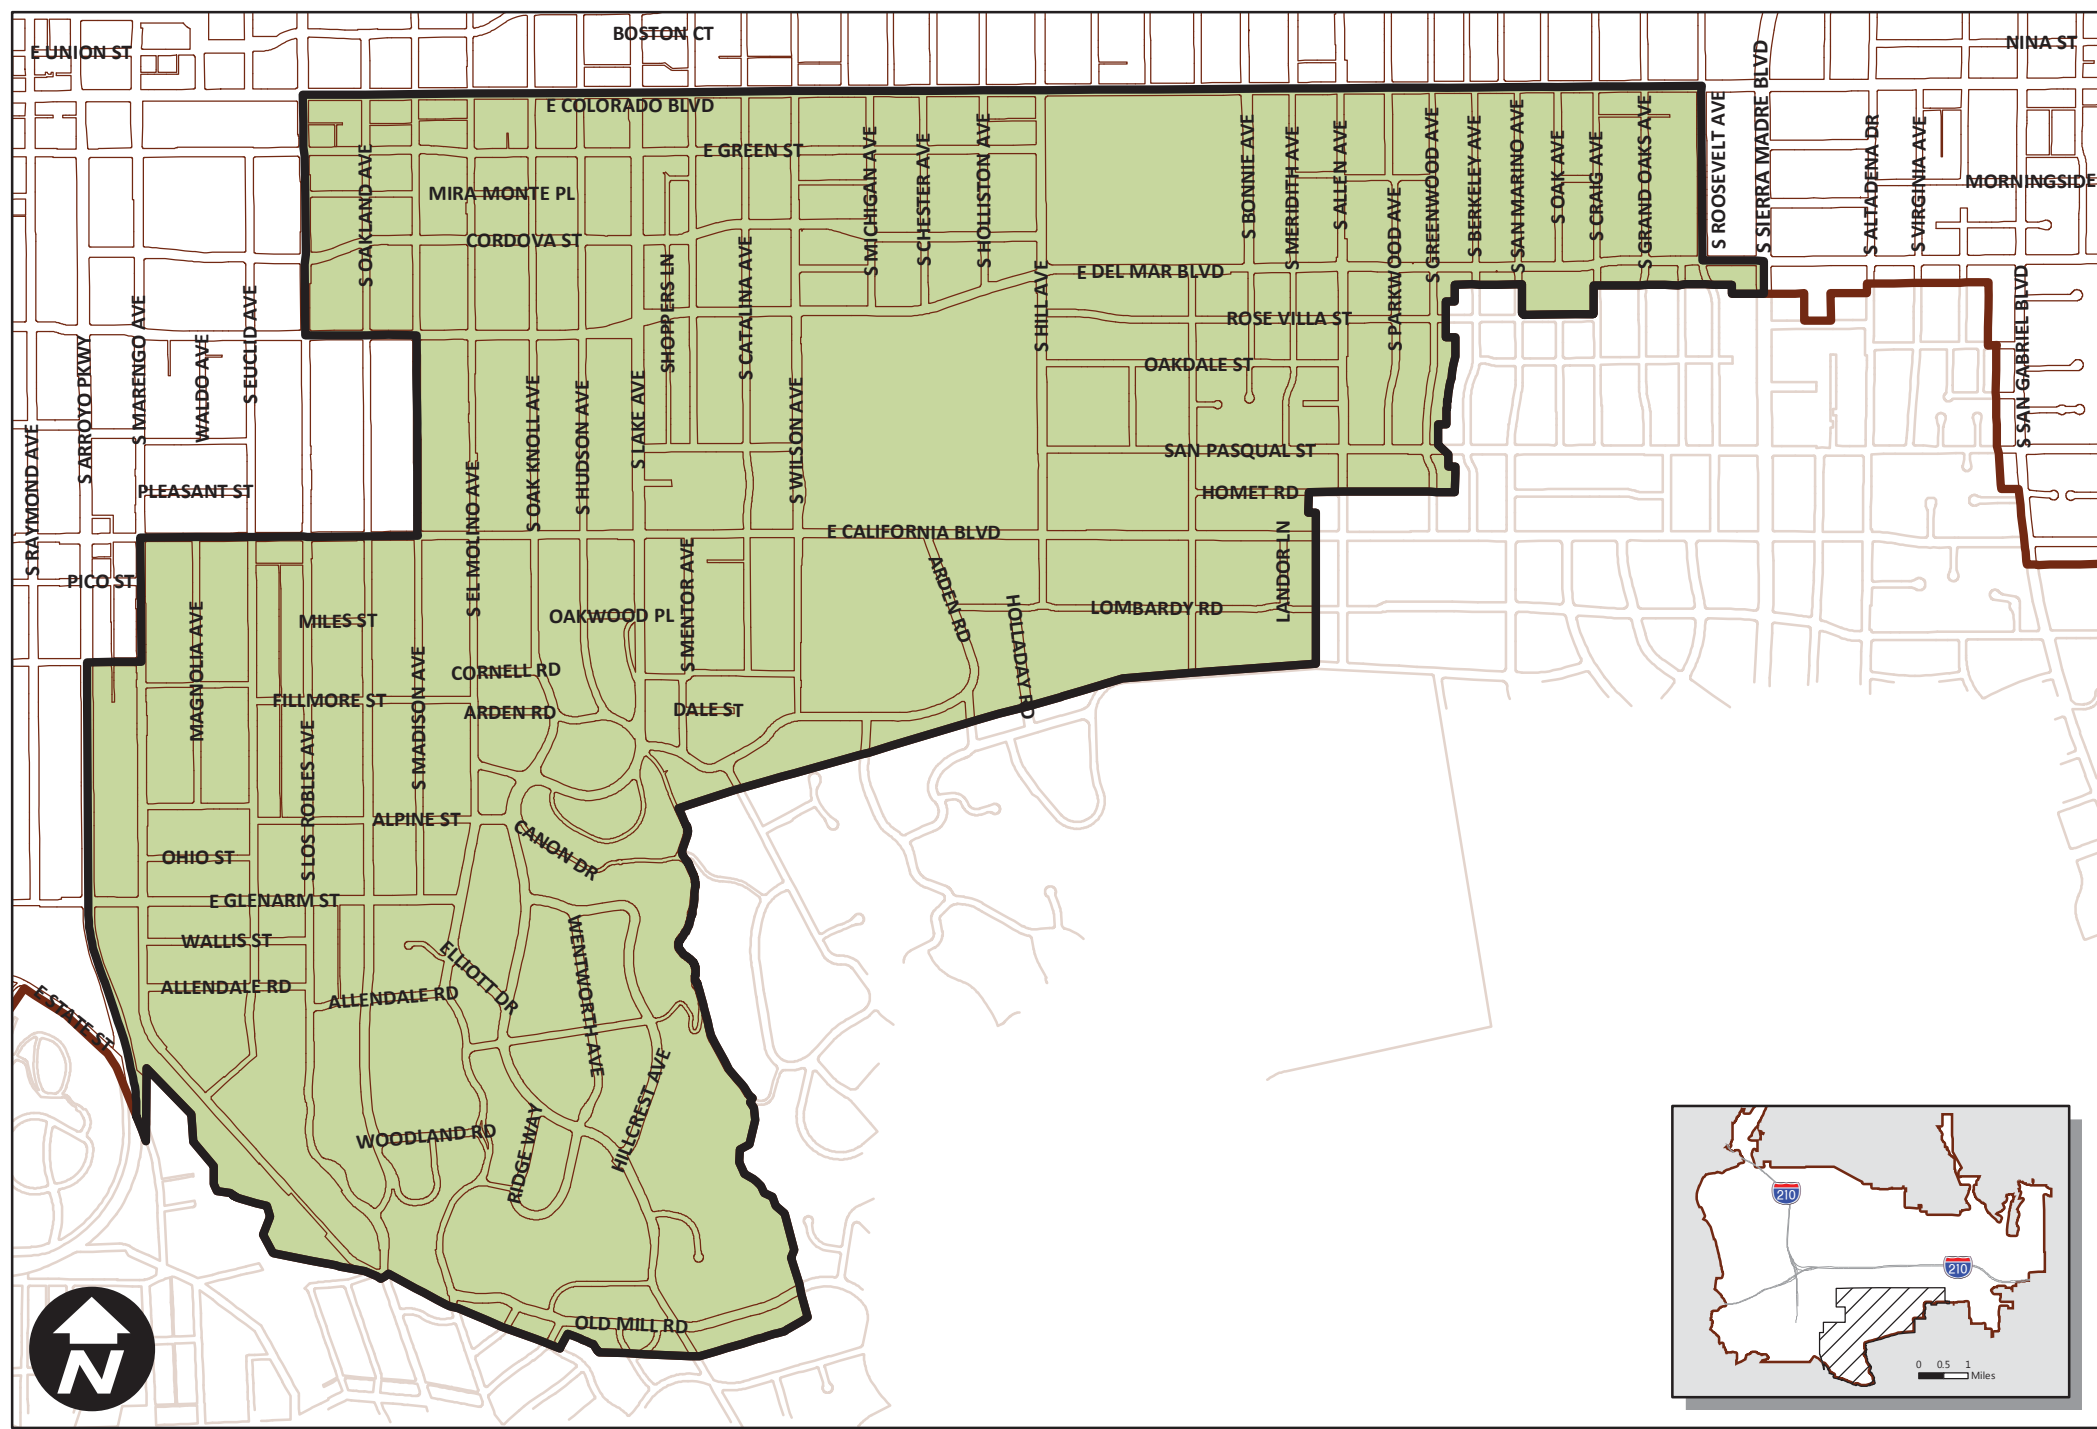 BOSTON CT
NINA ST
E UNION ST
E COLORADO BLVD
E GREEN ST
MIRA MONTE PL
CORDOVA ST
MORNINGSIDE
S OAKLAND AVE
S MICHIGAN AVE
S CHESTER AVE
S HOLLISTON AVE
S BONNIE AVE
S MERIDITH AVE
S ALLEN AVE
S PARKWOOD AVE
S GREENWOOD AVE
S BERKELEY AVE
S SAN MARINO AVE
S OAK AVE
S CRAIG AVE
S GRAND OAKS AVE
S ROOSEVELT AVE
S SIERRA MADRE BLVD
S ALTADENA DR
S VIRGINIA AVE
S SAN GABRIEL BLVD
E DEL MAR BLVD
ROSE VILLA ST
OAKDALE ST
SAN PASQUAL ST
HOMET RD
S HILL AVE
SHOPPERS LN
S CATALINA AVE
S WILSON AVE
S LAKE AVE
S HUDSON AVE
S OAK KNOLL AVE
S EL MOLINO AVE
S EUCLID AVE
WALDO AVE
S MARENGO AVE
S ARROYO PKWY
S RAYMOND AVE
PLEASANT ST
PICO ST
E CALIFORNIA BLVD
ARDEN RD
HOLLADAY RD
LOMBARDY RD
LANDOR LN
MILES ST
OAKWOOD PL
S MENTOR AVE
MAGNOLIA AVE
CORNELL RD
S MADISON AVE
FILLMORE ST
ARDEN RD
DALE ST
S LOS ROBLES AVE
ALPINE ST
CANON DR
OHIO ST
E GLENARM ST
WALLIS ST
ELLIOTT DR
WENTWORTH AVE
ALLENDALE RD
ALLENDALE RD
E STATE ST
HILLCREST AVE
WOODLAND RD
RIDGE WAY
OLD MILL RD
N
210
210
0 0.5 1
Miles